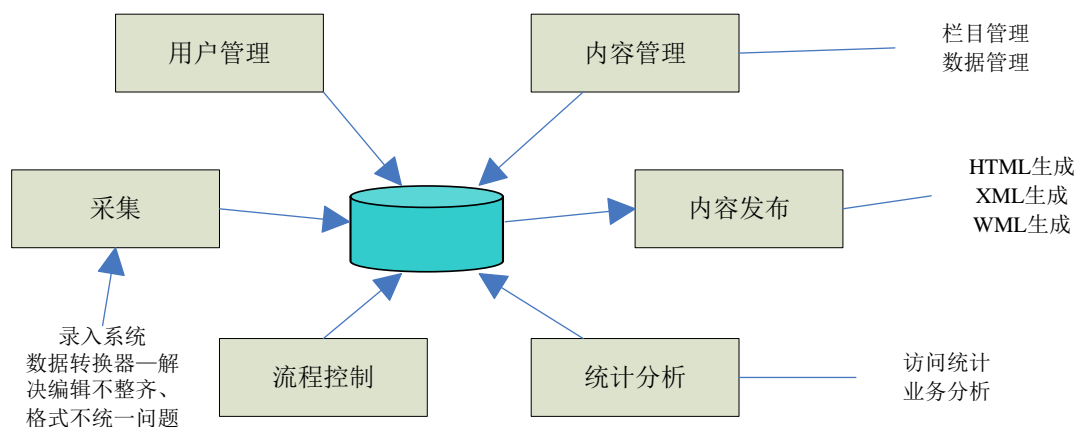 用户管理
内容管理
栏目管理
数据管理
采集
内容发布
HTML生成
XML生成
WML生成
录入系统
数据转换器—解
决编辑不整齐、
格式不统一问题
流程控制
统计分析
访问统计
业务分析